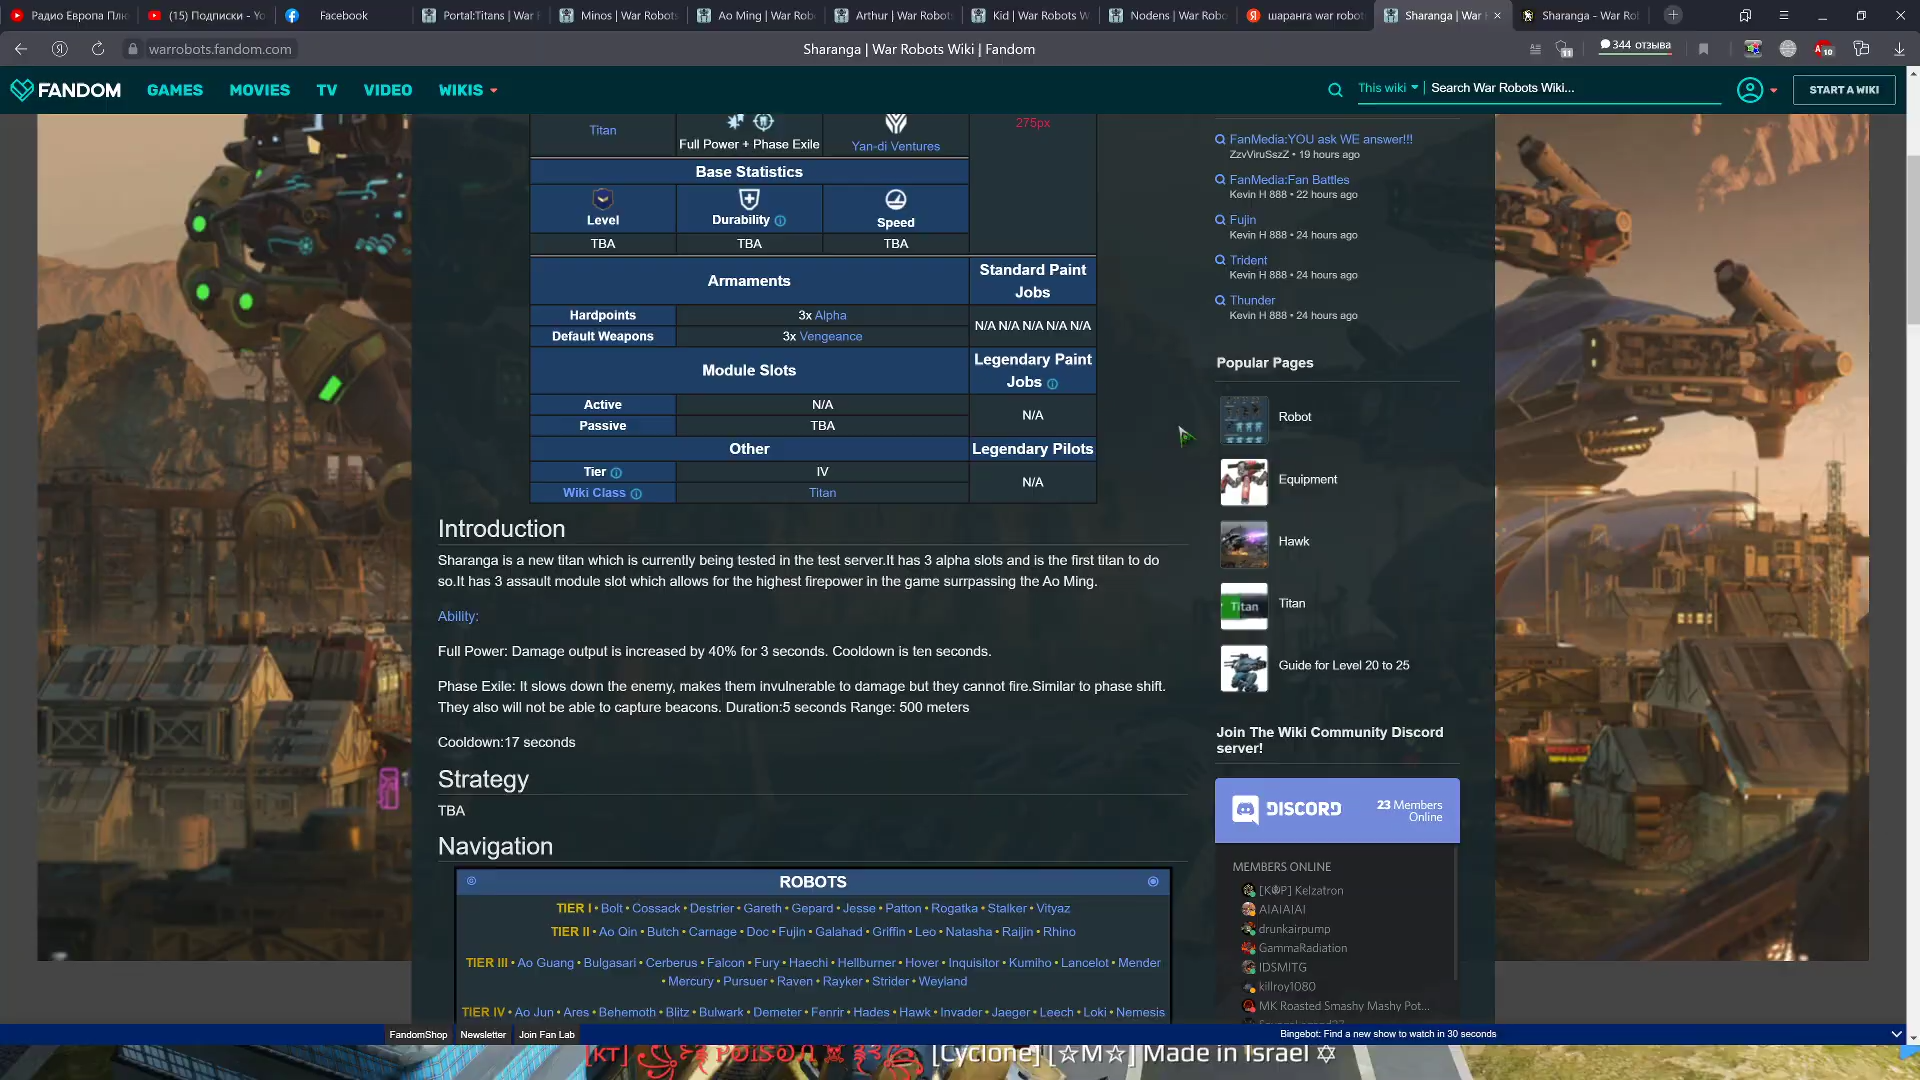 Радио Европа Плю
(15) Подписки - Yo
Facebook
Portal:Titans | War
Minos | War Robots
Ao Ming | War Rob
Arthur | War Robots
Kid | War Robots W
Nodens | War Robo
шаранга war robot
Sharanga | War
Sharanga - War Ro
warrobots.fandom.com
Sharanga | War Robots Wiki | Fandom
344 отзыва
11
10
FANDOM
GAMES
MOVIES
TV
VIDEO
WIKIS
This wiki
Search War Robots Wiki...
START A WIKI
Titan
Full Power + Phase Exile
Yan-di Ventures
275px
Base Statistics
Level
Durability
Speed
TBA
TBA
TBA
Armaments
Standard Paint
Jobs
Hardpoints
3x Alpha
N/A N/A N/A N/A N/A
Default Weapons
3x Vengeance
Module Slots
Legendary Paint
Jobs
Active
N/A
N/A
Passive
TBA
Other
Legendary Pilots
Tier
IV
N/A
Wiki Class
Titan
Introduction
Sharanga is a new titan which is currently being tested in the test server.It has 3 alpha slots and is the first titan to do
so.It has 3 assault module slot which allows for the highest firepower in the game surrpassing the Ao Ming.
Ability:
Full Power: Damage output is increased by 40% for 3 seconds. Cooldown is ten seconds.
Phase Exile: It slows down the enemy, makes them invulnerable to damage but they cannot fire.Similar to phase shift.
They also will not be able to capture beacons. Duration:5 seconds Range: 500 meters
Cooldown:17 seconds
Strategy
TBA
Navigation
ROBOTS
TIER I • Bolt • Cossack • Destrier • Gareth • Gepard • Jesse • Patton • Rogatka • Stalker • Vityaz
TIER II • Ao Qin • Butch • Carnage • Doc • Fujin • Galahad • Griffin • Leo • Natasha • Raijin • Rhino
TIER III • Ao Guang • Bulgasari • Cerberus • Falcon • Fury • Haechi • Hellburner • Hover • Inquisitor • Kumiho • Lancelot • Mender
• Mercury • Pursuer • Raven • Rayker • Strider • Weyland
TIER IV • Ao Jun • Ares • Behemoth • Blitz • Bulwark • Demeter • Fenrir • Hades • Hawk • Invader • Jaeger • Leech • Loki • Nemesis
FanMedia:YOU ask WE answer!!!
ZzvViruSszZ • 19 hours ago
FanMedia:Fan Battles
Kevin H 888 • 22 hours ago
Fujin
Kevin H 888 • 24 hours ago
Trident
Kevin H 888 • 24 hours ago
Thunder
Kevin H 888 • 24 hours ago
Popular Pages
Robot
Equipment
Hawk
Titan
Titan
Guide for Level 20 to 25
Join The Wiki Community Discord
server!
DISCORD
23 Members
Online
MEMBERS ONLINE
Kelzatron
AIAIAIAI
drunkairpump
GammaRadiation
IDSMITG
killroy1080
MK Roasted Smashy Mashy Pot...
FandomShop
Newsletter
Join Fan Lab
Bingebot: Find a new show to watch in 30 seconds
[Cyclone] [☆M☆] Made in Israel ✡